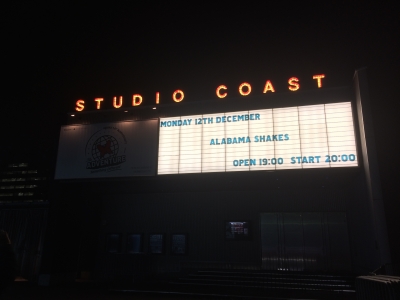 STUDIO COAST
MONDAY 12TH DECEMBER
ALABAMA SHAKES
OPEN 19:00 START 20:00